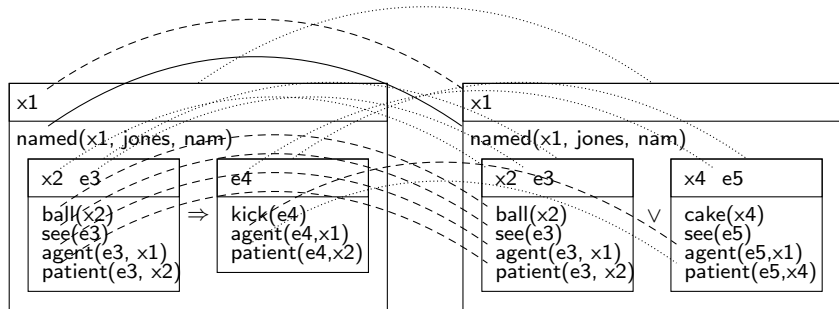 x1
named(x1, jones, nam)
x2 e3
ball(x2)
see(e3)
agent(e3, x1)
patient(e3, x2)
⇒
e4
kick(e4)
agent(e4,x1)
patient(e4,x2)
x1
named(x1, jones, nam)
x2 e3
ball(x2)
see(e3)
agent(e3, x1)
patient(e3, x2)
∨
x4 e5
cake(x4)
see(e5)
agent(e5,x1)
patient(e5,x4)